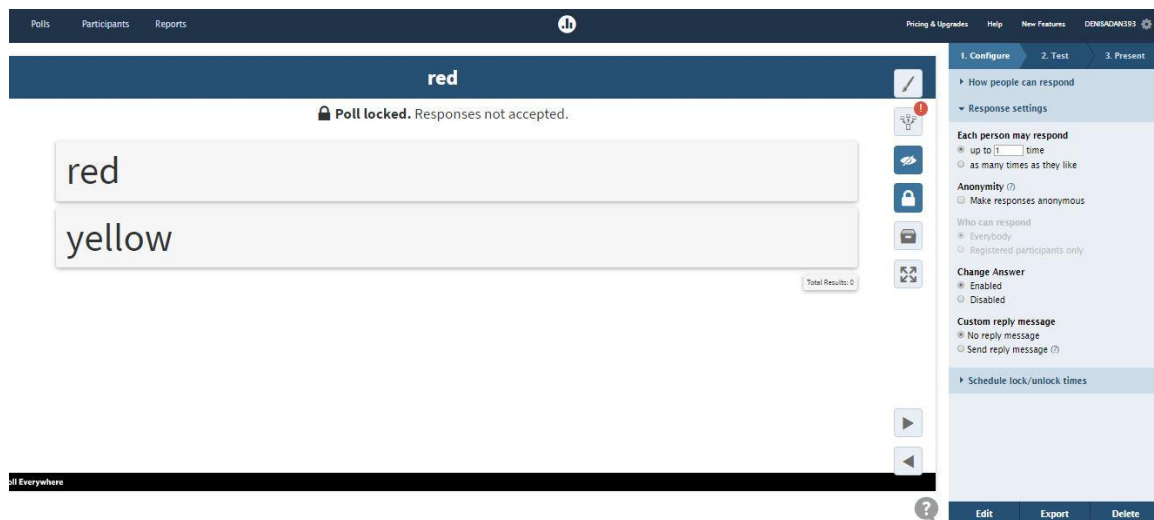 Polls Participants Reports Pricing & Upgrades Help New Features DENISADAN393
1. Configure 2. Test 3. Present
red
How people can respond
Poll locked. Responses not accepted.
Response settings
red
yellow
Total Results: 0
Each person may respond
up to 1 time
as many times as they like
Anonymity (?)
Make responses anonymous
Who can respond
Everybody
Registered participants only
Change Answer
Enabled
Disabled
Custom reply message
No reply message
Send reply message (?)
Schedule lock/unlock times
oll Everywhere
?
Edit Export Delete